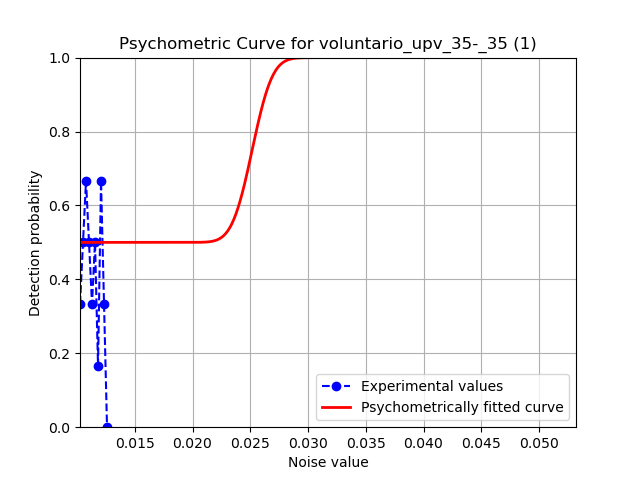 Psychometric Curve for voluntario_upv_35-_35 (1)
1.0
0.8
0.6
0.4
0.2
0.0
Detection probability
0.015 0.020 0.025 0.030 0.035 0.040 0.045 0.050
Noise value
Experimental values
Psychometrically fitted curve